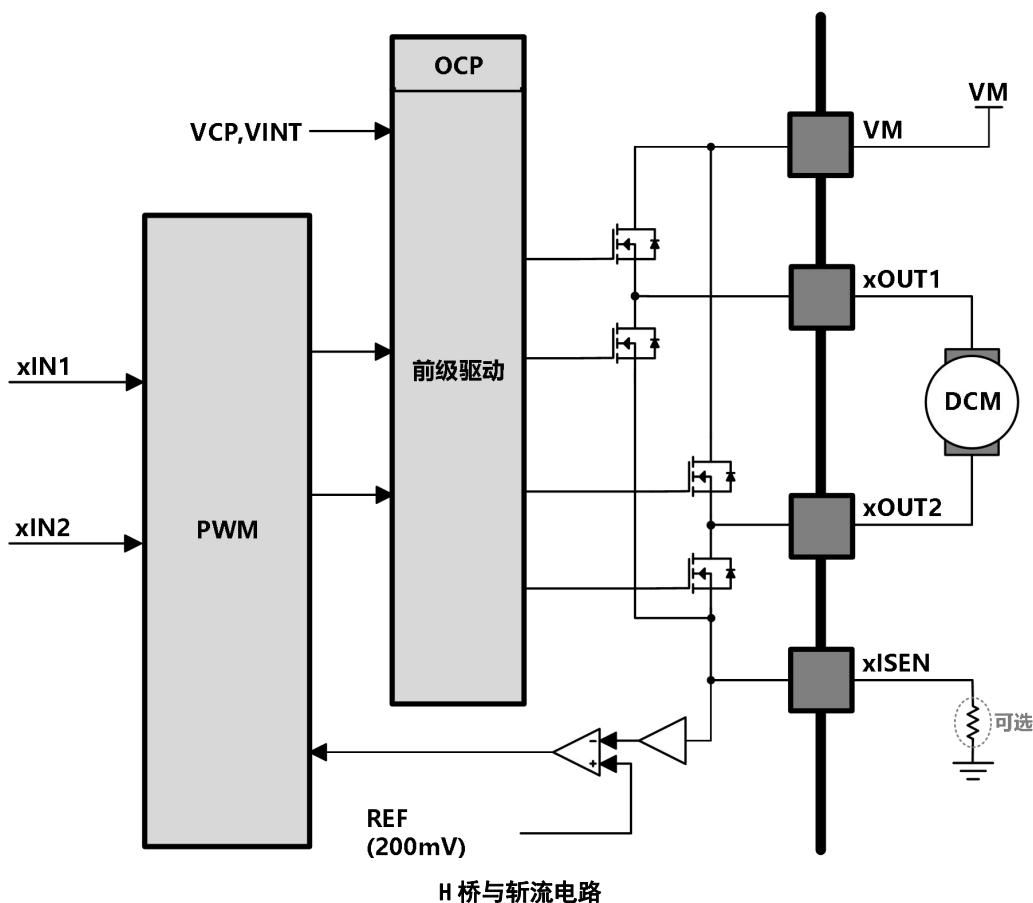 OCP
VM
VCP,VINT
VM
xOUT1
xIN1
前级驱动
DCM
xIN2
PWM
xOUT2
xISEN
可选
-
+
REF
(200mV)
H 桥与斩流电路